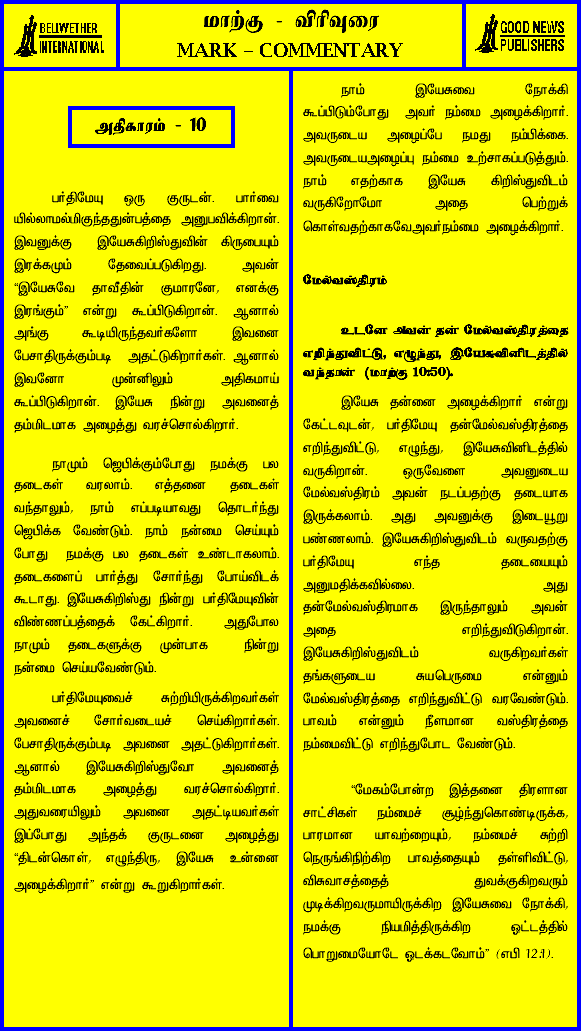 BELLWETHER
INTERNATIONAL
மாற்கு - விரிவுரை
MARK – COMMENTARY
GOOD NEWS
PUBLISHERS
அதிகாரம் - 10
பர்திமேயு ஒரு குருடன். பார்வை
யில்லாமல்மிகுந்ததுன்பத்தை அனுபவிக்கிறான்.
இவனுக்கு இயேசுகிறிஸ்துவின் கிருபையும்
இரக்கமும் தேவைப்படுகிறது. அவன்
“இயேசுவே தாவீதின் குமாரனே, எனக்கு
இரங்கும்” என்று கூப்பிடுகிறான். ஆனால்
அங்கு கூடியிருந்தவர்களோ இவனை
பேசாதிருக்கும்படி அதட்டுகிறார்கள். ஆனால்
இவனோ முன்னிலும் அதிகமாய்
கூப்பிடுகிறான். இயேசு நின்று அவனைத்
தம்மிடமாக அழைத்து வரச்சொல்கிறார்.
நாமும் ஜெபிக்கும்போது நமக்கு பல
தடைகள் வரலாம். எத்தனை தடைகள்
வந்தாலும், நாம் எப்படியாவது தொடர்ந்து
ஜெபிக்க வேண்டும். நாம் நன்மை செய்யும்
போது நமக்கு பல தடைகள் உண்டாகலாம்.
தடைகளைப் பார்த்து சோர்ந்து போய்விடக்
கூடாது. இயேசுகிறிஸ்து நின்று பர்திமேயுவின்
விண்ணப்பத்தைக் கேட்கிறார். அதுபோல
நாமும் தடைகளுக்கு முன்பாக நின்று
நன்மை செய்யவேண்டும்.
பர்திமேயுவைச் சுற்றியிருக்கிறவர்கள்
அவனைச் சோர்வடையச் செய்கிறார்கள்.
பேசாதிருக்கும்படி அவனை அதட்டுகிறார்கள்.
ஆனால் இயேசுகிறிஸ்துவோ அவனைத்
தம்மிடமாக அழைத்து வரச்சொல்கிறார்.
அதுவரையிலும் அவனை அதட்டியவர்கள்
இப்போது அந்தக் குருடனை அழைத்து
“திடன்கொள், எழுந்திரு, இயேசு உன்னை
அழைக்கிறார்” என்று கூறுகிறார்கள்.
நாம் இயேசுவை நோக்கி
கூப்பிடும்போது அவர் நம்மை அழைக்கிறார்.
அவருடைய அழைப்பே நமது நம்பிக்கை.
அவருடையஅழைப்பு நம்மை உற்சாகப்படுத்தும்.
நாம் எதற்காக இயேசு கிறிஸ்துவிடம்
வருகிறோமோ அதை பெற்றுக்
கொள்வதற்காகவேஅவர்நம்மை அழைக்கிறார்.
மேல்வஸ்திரம்
உடனே அவன் தன் மேல்வஸ்திரத்தை
எறிந்துவிட்டு, எழுந்து, இயேசுவினிடத்தில்
வந்தான் (மாற்கு 10:50).
இயேசு தன்னை அழைக்கிறார் என்று
கேட்டவுடன், பர்திமேயு தன்மேல்வஸ்திரத்தை
எறிந்துவிட்டு, எழுந்து, இயேசுவினிடத்தில்
வருகிறான். ஒருவேளை அவனுடைய
மேல்வஸ்திரம் அவன் நடப்பதற்கு தடையாக
இருக்கலாம். அது அவனுக்கு இடையூறு
பண்ணலாம். இயேசுகிறிஸ்துவிடம் வருவதற்கு
பர்திமேயு எந்த தடையையும்
அனுமதிக்கவில்லை. அது
தன்மேல்வஸ்திரமாக இருந்தாலும் அவன்
அதை எறிந்துவிடுகிறான்.
இயேசுகிறிஸ்துவிடம் வருகிறவர்கள்
தங்களுடைய சுயபெருமை என்னும்
மேல்வஸ்திரத்தை எறிந்துவிட்டு வரவேண்டும்.
பாவம் என்னும் நீளமான வஸ்திரத்தை
நம்மைவிட்டு எறிந்துபோட வேண்டும்.
“மேகம்போன்ற இத்தனை திரளான
சாட்சிகள் நம்மைச் சூழ்ந்துகொண்டிருக்க,
பாரமான யாவற்றையும், நம்மைச் சுற்றி
நெருங்கிநிற்கிற பாவத்தையும் தள்ளிவிட்டு,
விசுவாசத்தைத் துவக்குகிறவரும்
முடிக்கிறவருமாயிருக்கிற இயேசுவை நோக்கி,
நமக்கு நியமித்திருக்கிற ஓட்டத்தில்
பொறுமையோடே ஓடக்கடவோம்” (எபி 12:1).